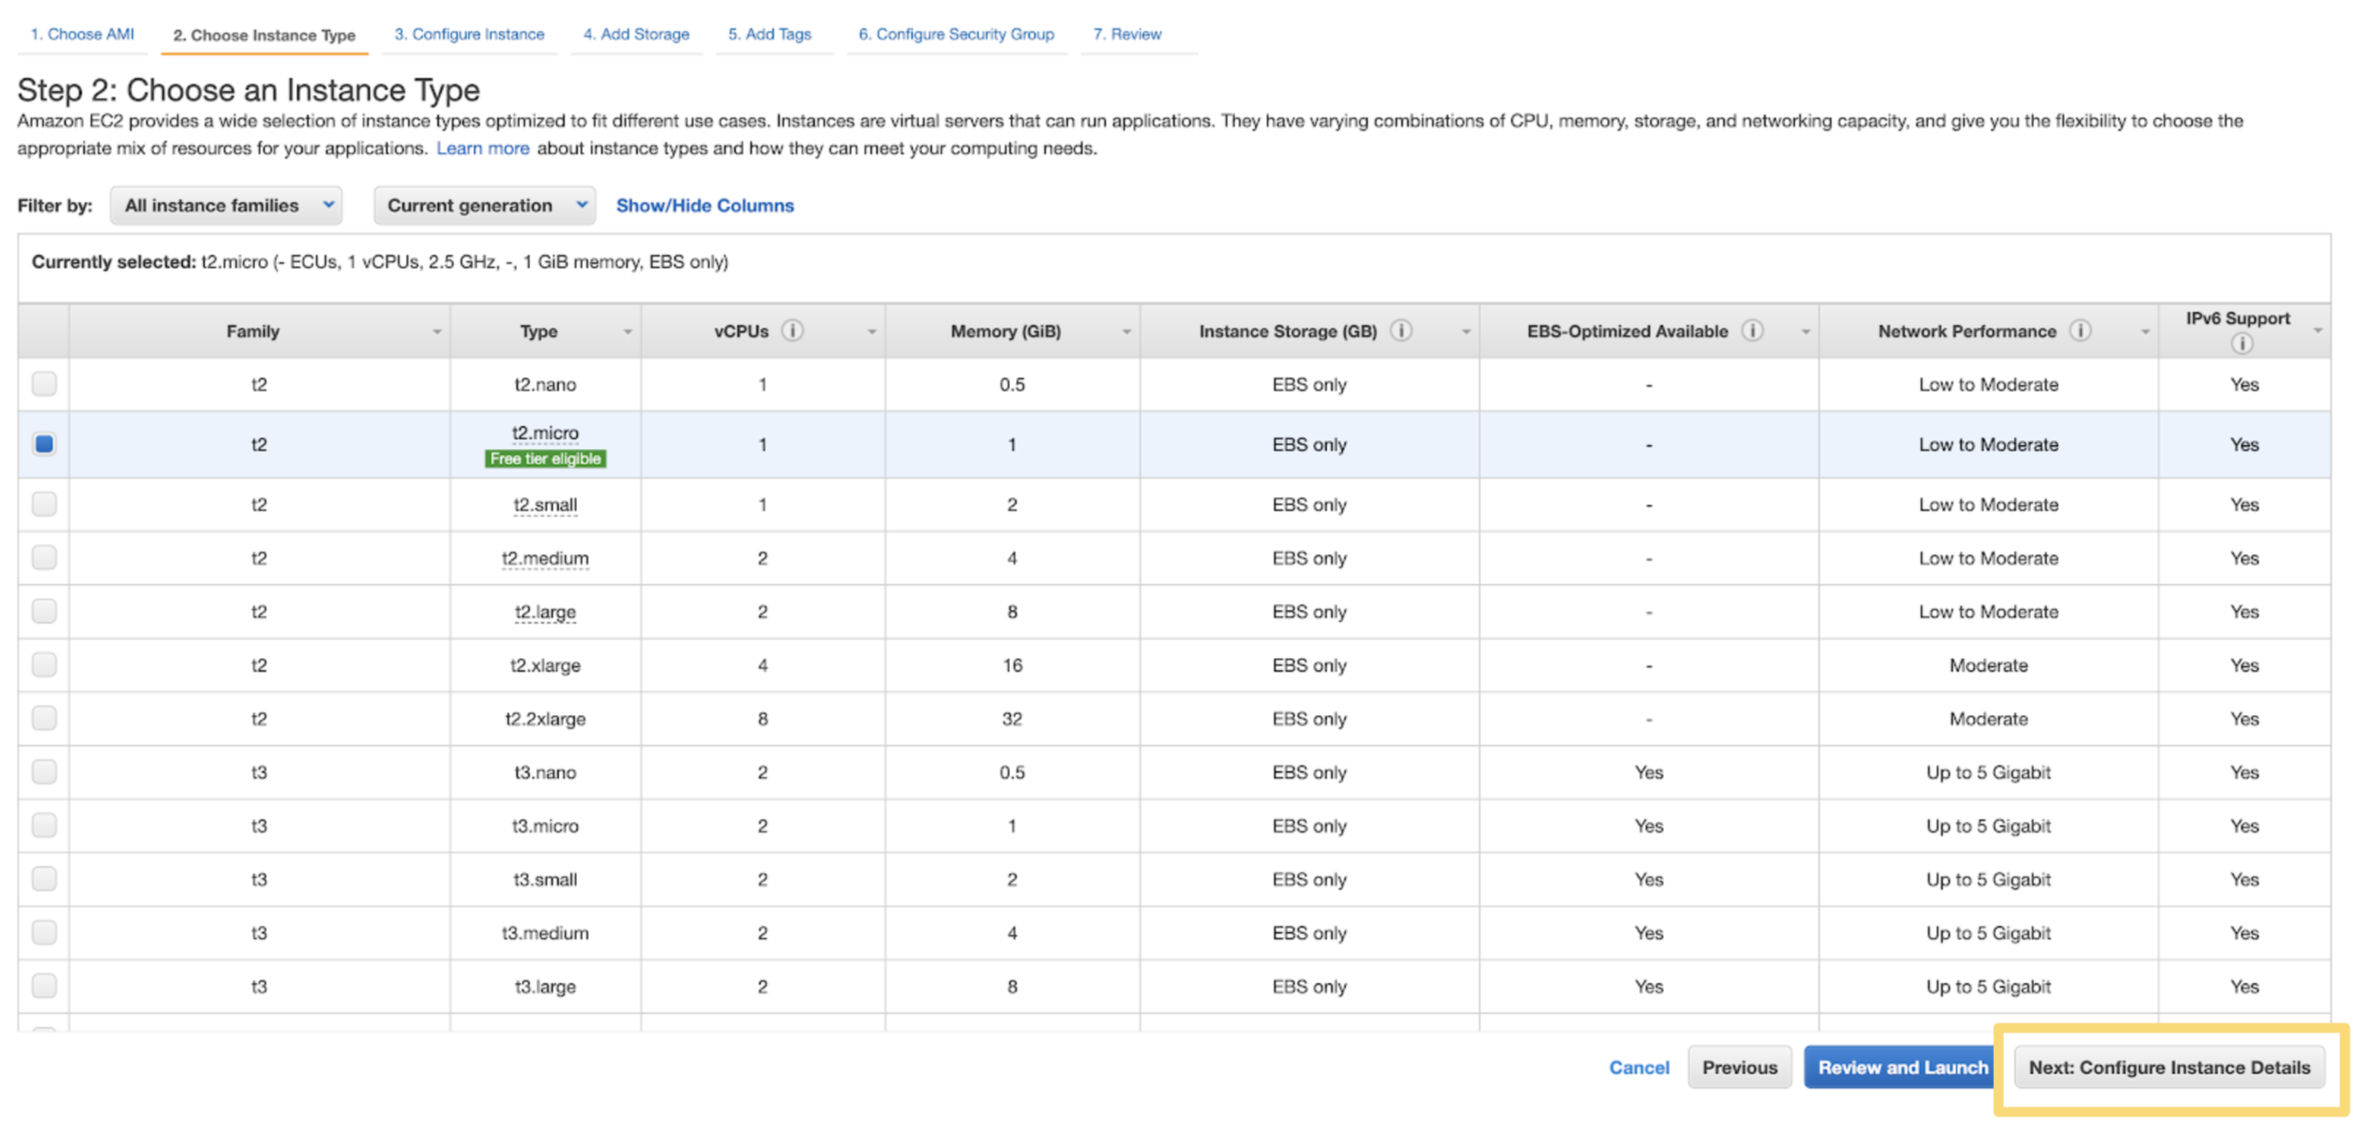 1. Choose AMI 2. Choose Instance Type 3. Configure Instance 4. Add Storage 5. Add Tags 6. Configure Security Group 7. Review
Step 2: Choose an Instance Type
Amazon EC2 provides a wide selection of instance types optimized to fit different use cases. Instances are virtual servers that can run applications. They have varying combinations of CPU, memory, storage, and networking capacity, and give you the flexibility to choose the
appropriate mix of resources for your applications. Learn more about instance types and how they can meet your computing needs.
Filter by: All instance families Current generation Show/Hide Columns
Currently selected: t2.micro (- ECUs, 1 vCPUs, 2.5 GHz, -, 1 GiB memory, EBS only)
Family Type vCPUs Memory (GiB) Instance Storage (GB) EBS-Optimized Available Network Performance IPv6 Support
t2 t2.nano 1 0.5 EBS only - Low to Moderate Yes
t2 t2.micro 1 1 EBS only - Low to Moderate Yes
Free tier eligible
t2 t2.small 1 2 EBS only - Low to Moderate Yes
t2 t2.medium 2 4 EBS only - Low to Moderate Yes
t2 t2.large 2 8 EBS only - Low to Moderate Yes
t2 t2.xlarge 4 16 EBS only - Moderate Yes
t2 t2.2xlarge 8 32 EBS only - Moderate Yes
t3 t3.nano 2 0.5 EBS only Yes Up to 5 Gigabit Yes
t3 t3.micro 2 1 EBS only Yes Up to 5 Gigabit Yes
t3 t3.small 2 2 EBS only Yes Up to 5 Gigabit Yes
t3 t3.medium 2 4 EBS only Yes Up to 5 Gigabit Yes
t3 t3.large 2 8 EBS only Yes Up to 5 Gigabit Yes
Cancel Previous Review and Launch Next: Configure Instance Details